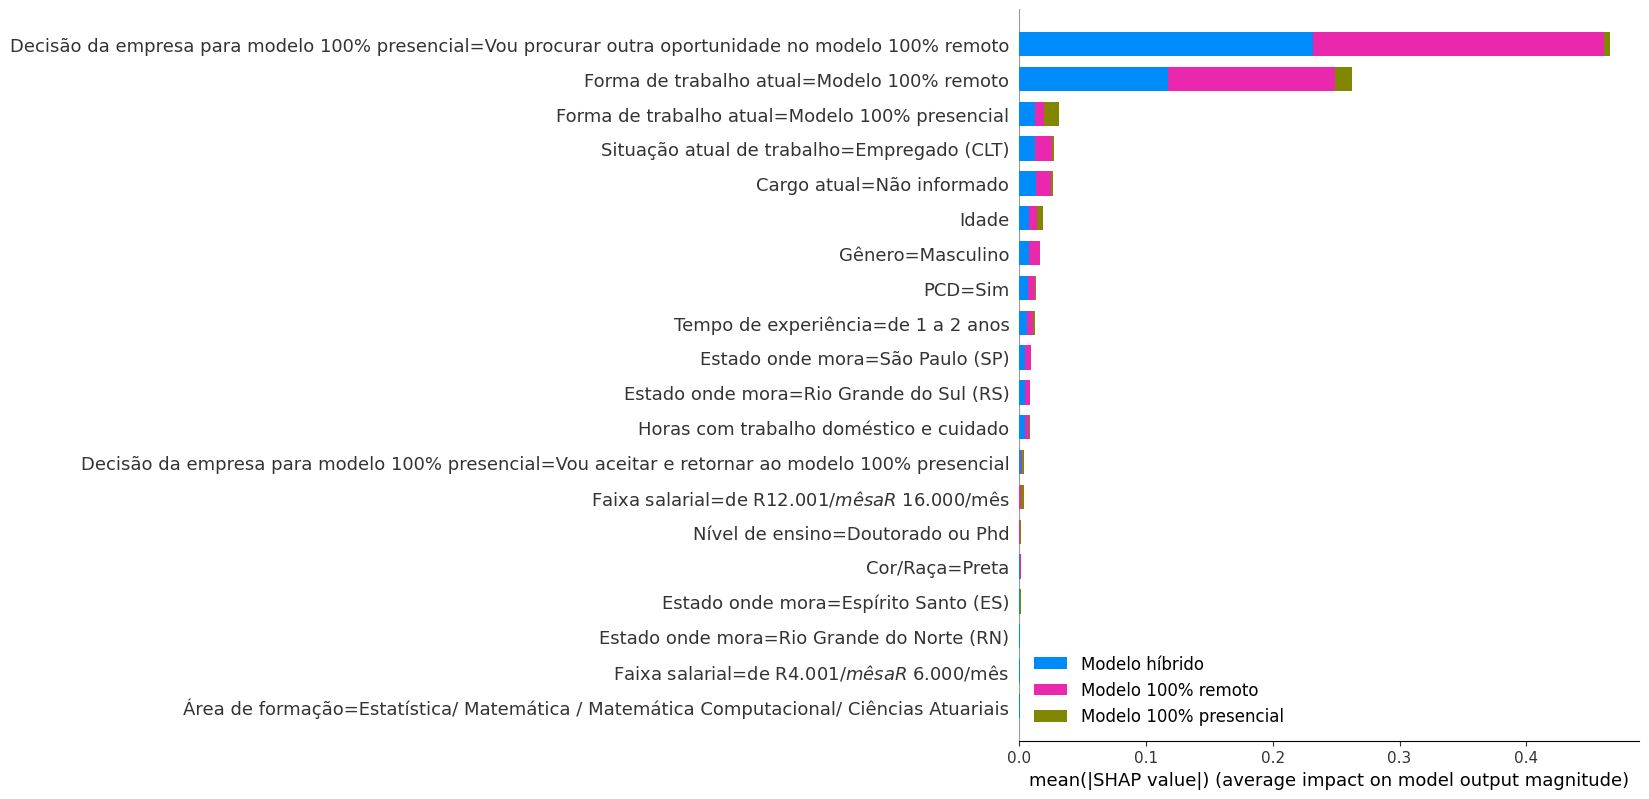 Decisão da empresa para modelo 100% presencial=Vou procurar outra oportunidade no modelo 100% remoto
Forma de trabalho atual=Modelo 100% remoto
Forma de trabalho atual=Modelo 100% presencial
Situação atual de trabalho=Empregado (CLT)
Cargo atual=Não informado
Idade
Gênero=Masculino
PCD=Sim
Tempo de experiência=de 1 a 2 anos
Estado onde mora=São Paulo (SP)
Estado onde mora=Rio Grande do Sul (RS)
Horas com trabalho doméstico e cuidado
Decisão da empresa para modelo 100% presencial=Vou aceitar e retornar ao modelo 100% presencial
Faixa salarial=de R12.001/mêsaR 16.000/mês
Nível de ensino=Doutorado ou Phd
Cor/Raça=Preta
Estado onde mora=Espírito Santo (ES)
Estado onde mora=Rio Grande do Norte (RN)
Faixa salarial=de R4.001/mêsaR 6.000/mês
Área de formação=Estatística/ Matemática / Matemática Computacional/ Ciências Atuariais
Modelo híbrido
Modelo 100% remoto
Modelo 100% presencial
0.0 0.1 0.2 0.3 0.4
mean(|SHAP value|) (average impact on model output magnitude)